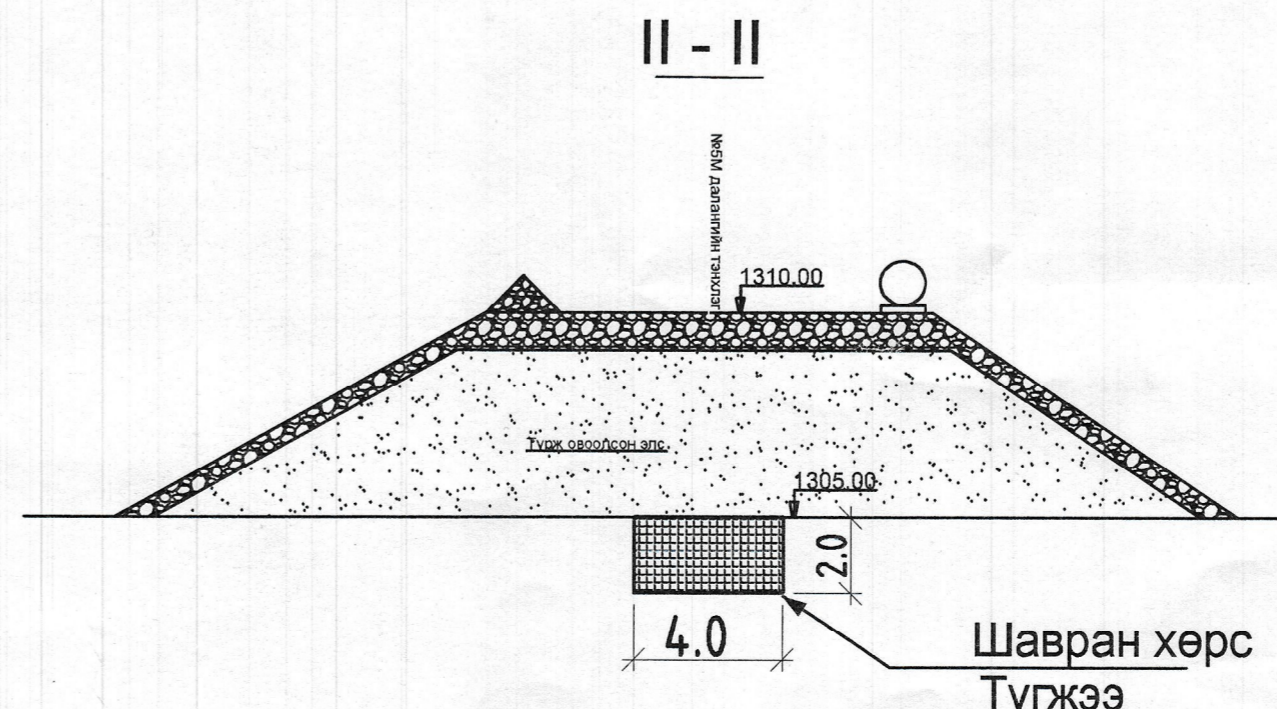 II - II
№5М далангийн тэнхлэг
1310.00
Түрж овоолсон элс
1305.00
2.0
4.0
Шавран хөрс
Түгжээ